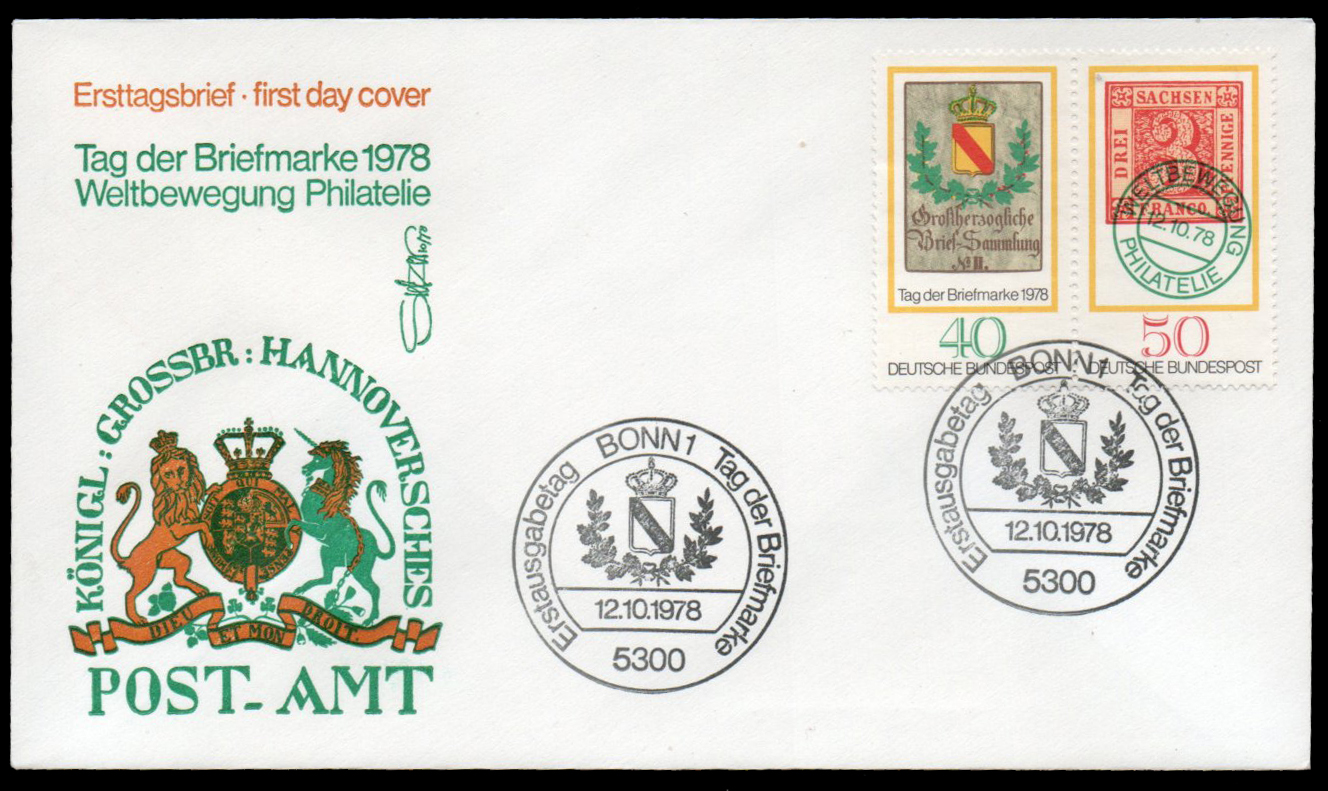 Ersttagsbrief · first day cover
Tag der Briefmarke 1978
Weltbewegung Philatelie
KÖNIGL: GROSSBR: HANNOVERSCHES
DIEU ET MON DROIT.
POST-AMT
Großherzogliche
Brief-Sammlung
No II.
Tag der Briefmarke 1978
40
DEUTSCHE BUNDESPOST
SACHSEN
DREI
3
PFENNIGE
FRANCO.
WELTBEWEGUNG
12.10.78
PHILATELIE
50
DEUTSCHE BUNDESPOST
Erstausgabetag BONN 1 Tag der Briefmarke
12.10.1978
5300
Erstausgabetag BONN 1 Tag der Briefmarke
12.10.1978
5300